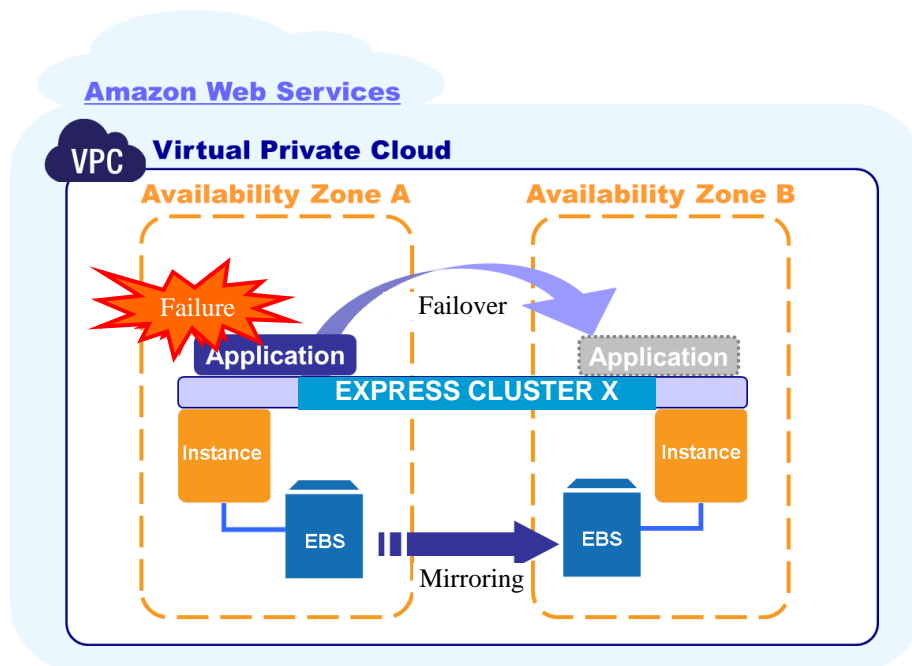 Amazon Web Services
VPC
Virtual Private Cloud
Availability Zone A
Availability Zone B
Failure
Failover
Application
Application
EXPRESS CLUSTER X
Instance
Instance
EBS
EBS
Mirroring